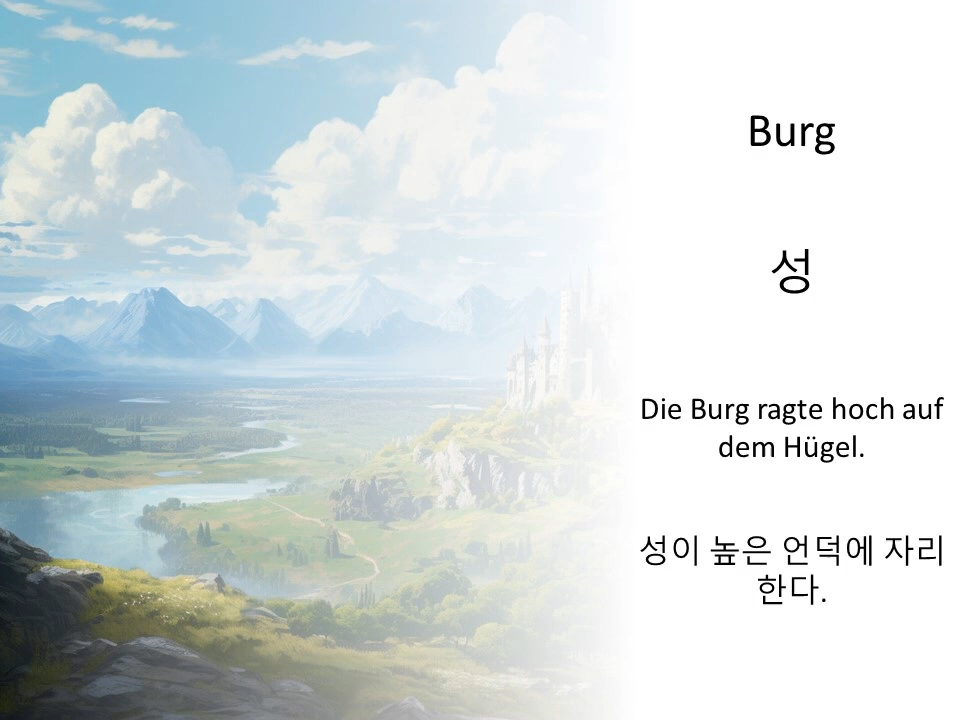 Burg
성
Die Burg ragte hoch auf
dem Hügel.
성이 높은 언덕에 자리
한다.